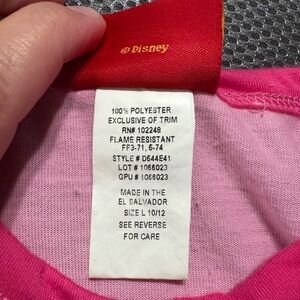 © Disney
100% POLYESTER
EXCLUSIVE OF TRIM
RN# 102248
FLAME RESISTANT
FF3-71, 5-74
STYLE # D544E41
LOT # 1066023
GPU # 1066023
MADE IN THE
EL SALVADOR
SIZE L 10/12
SEE REVERSE
FOR CARE